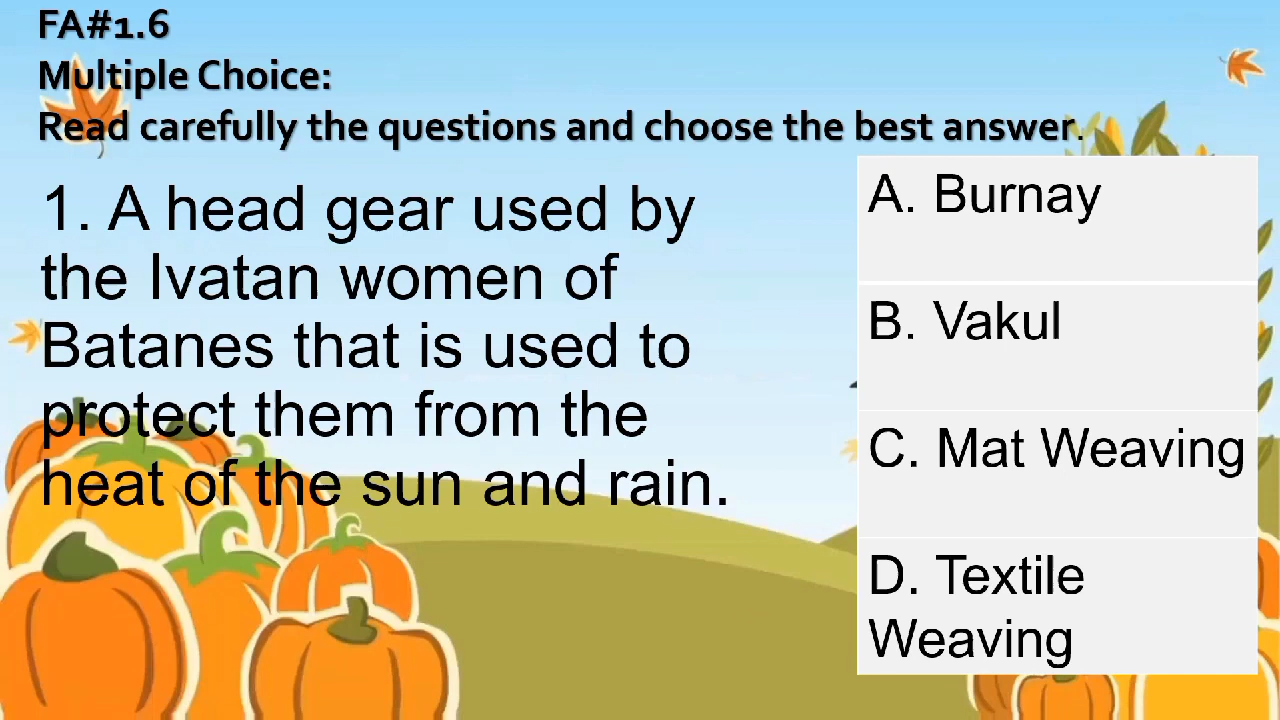 FA#1.6
Multiple Choice:
Read carefully the questions and choose the best answer.
1. A head gear used by
the Ivatan women of
Batanes that is used to
protect them from the
heat of the sun and rain.
A. Burnay
B. Vakul
C. Mat Weaving
D. Textile
Weaving